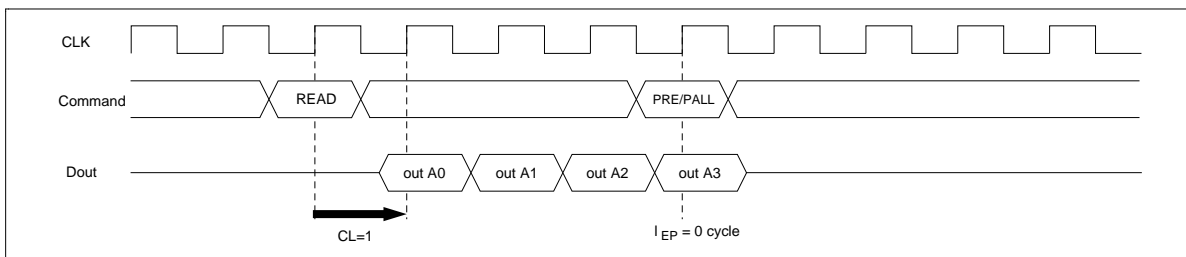 CLK
Command
READ
PRE/PALL
Dout
out A0
out A1
out A2
out A3
CL=1
l EP = 0 cycle